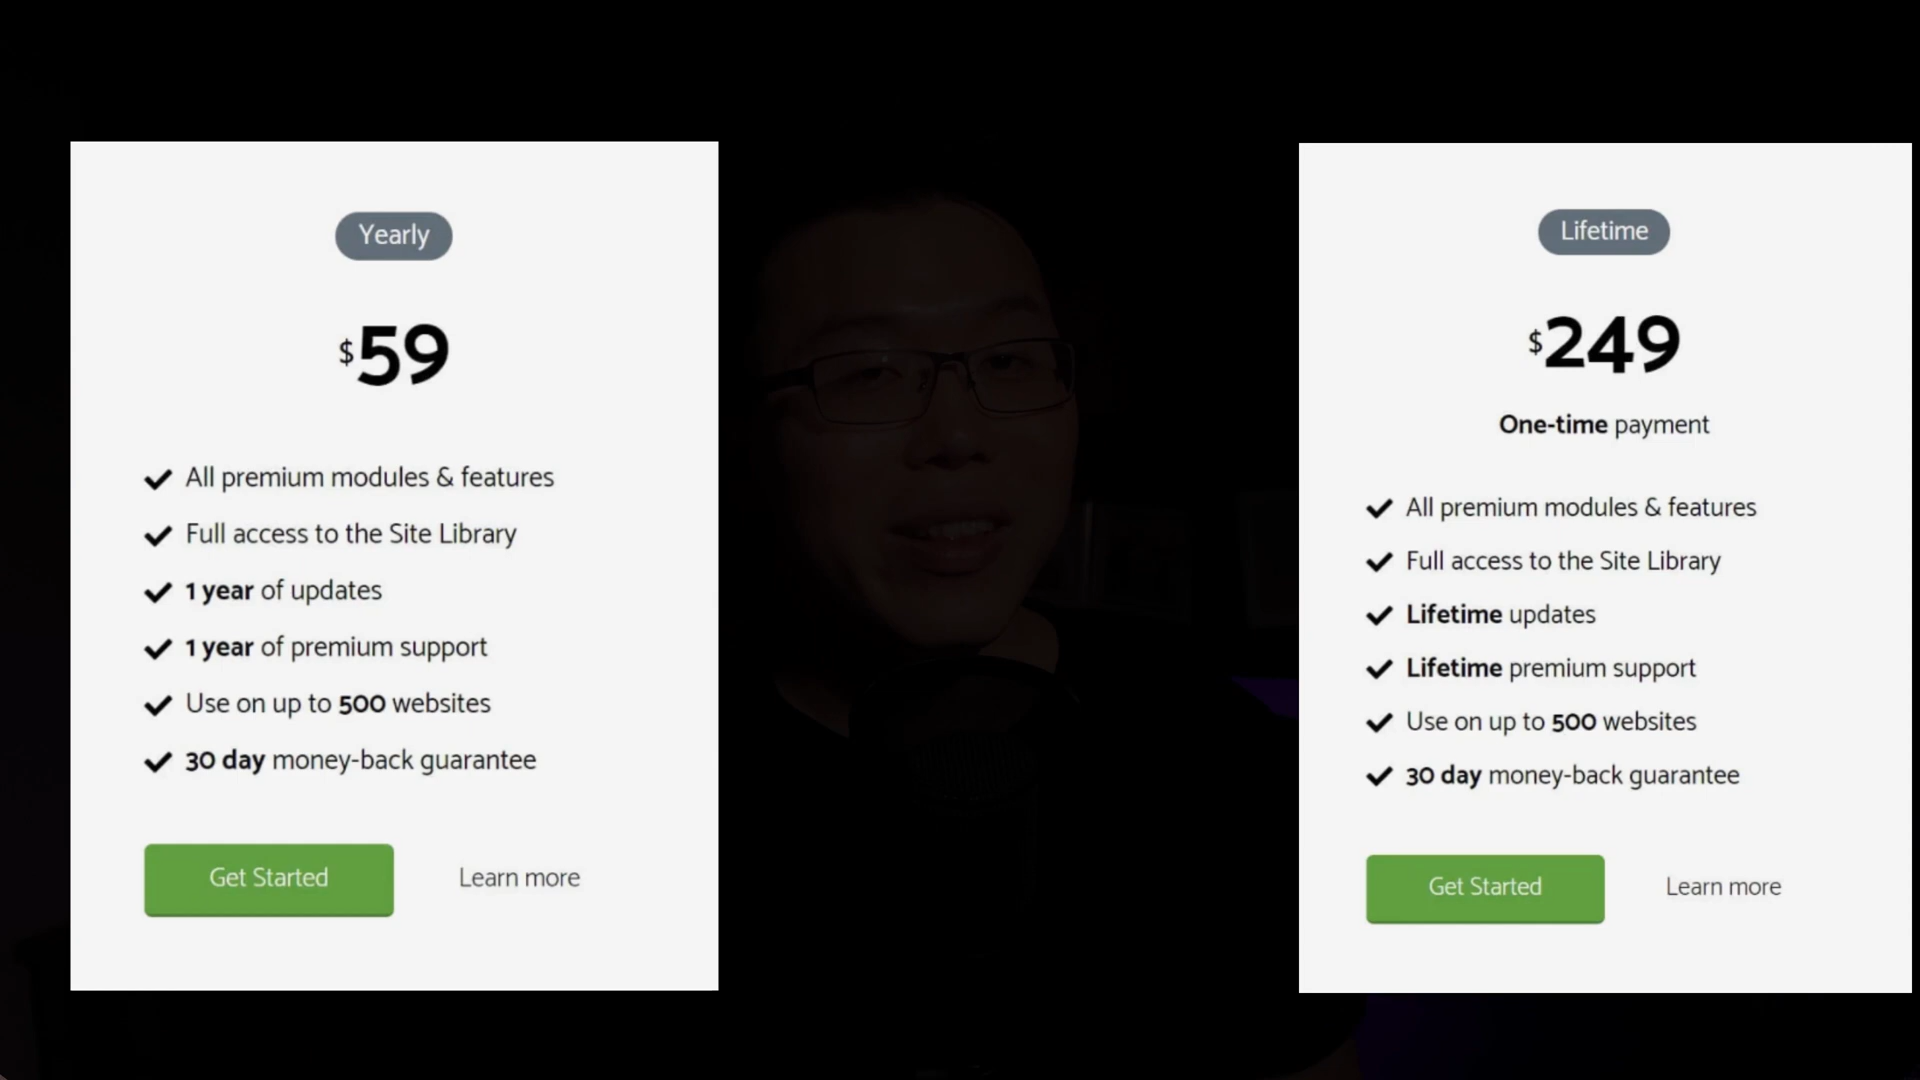 Yearly
$59
All premium modules & features
Full access to the Site Library
1 year of updates
1 year of premium support
Use on up to 500 websites
30 day money-back guarantee
Get Started
Learn more
Lifetime
$249
One-time payment
All premium modules & features
Full access to the Site Library
Lifetime updates
Lifetime premium support
Use on up to 500 websites
30 day money-back guarantee
Get Started
Learn more